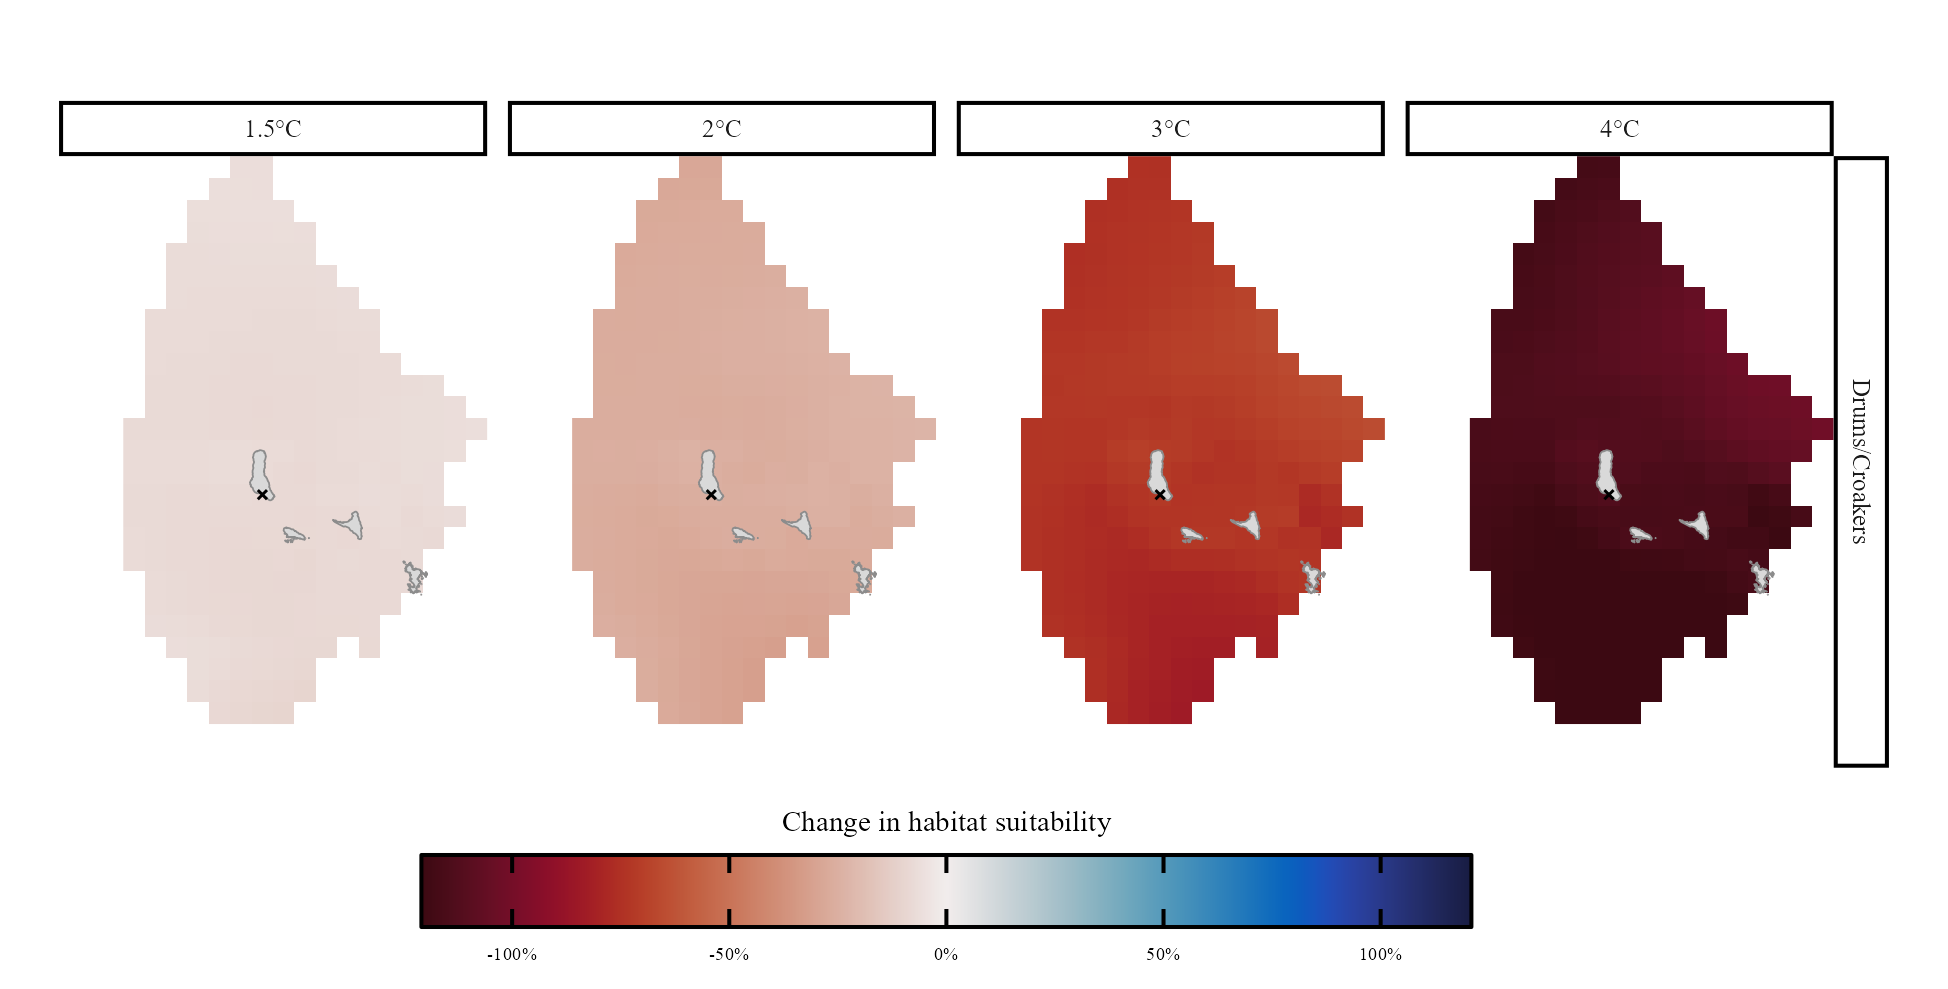 1.5°C
2°C
3°C
4°C
Drums/Croakers
Change in habitat suitability
-100%
-50%
0%
50%
100%